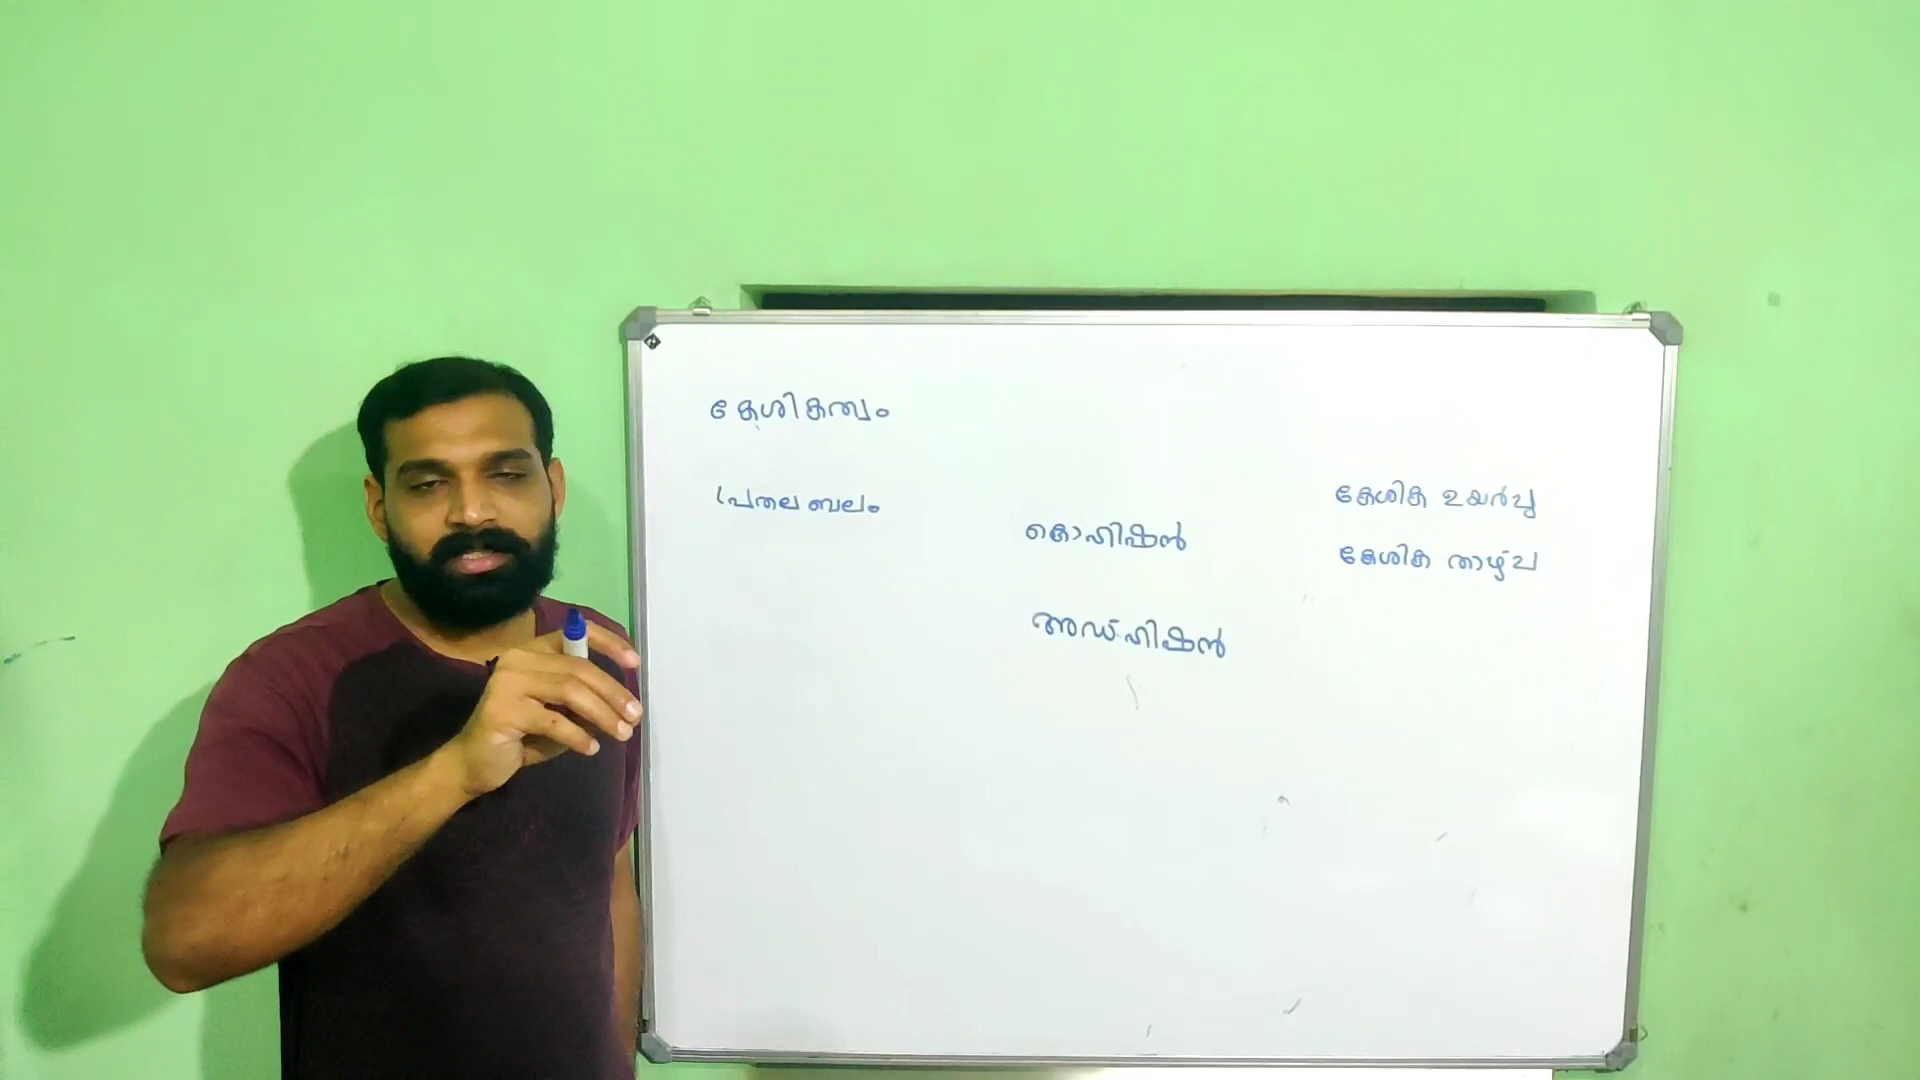 കേശികത്വം
പ്രതലബലം
കൊഹിഷൻ
അഡ്ഹിഷൻ
കേശിക ഉയർച്ച
കേശിക താഴ്ച